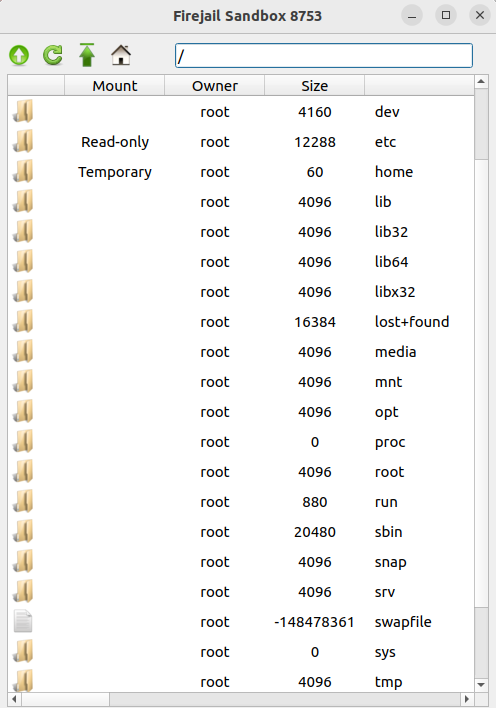 Firejail Sandbox 8753
/
Mount Owner Size
root 4160 dev
Read-only root 12288 etc
Temporary root 60 home
root 4096 lib
root 4096 lib32
root 4096 lib64
root 4096 libx32
root 16384 lost+found
root 4096 media
root 4096 mnt
root 4096 opt
root 0 proc
root 4096 root
root 880 run
root 20480 sbin
root 4096 snap
root 4096 srv
root -148478361 swapfile
root 0 sys
root 4096 tmp